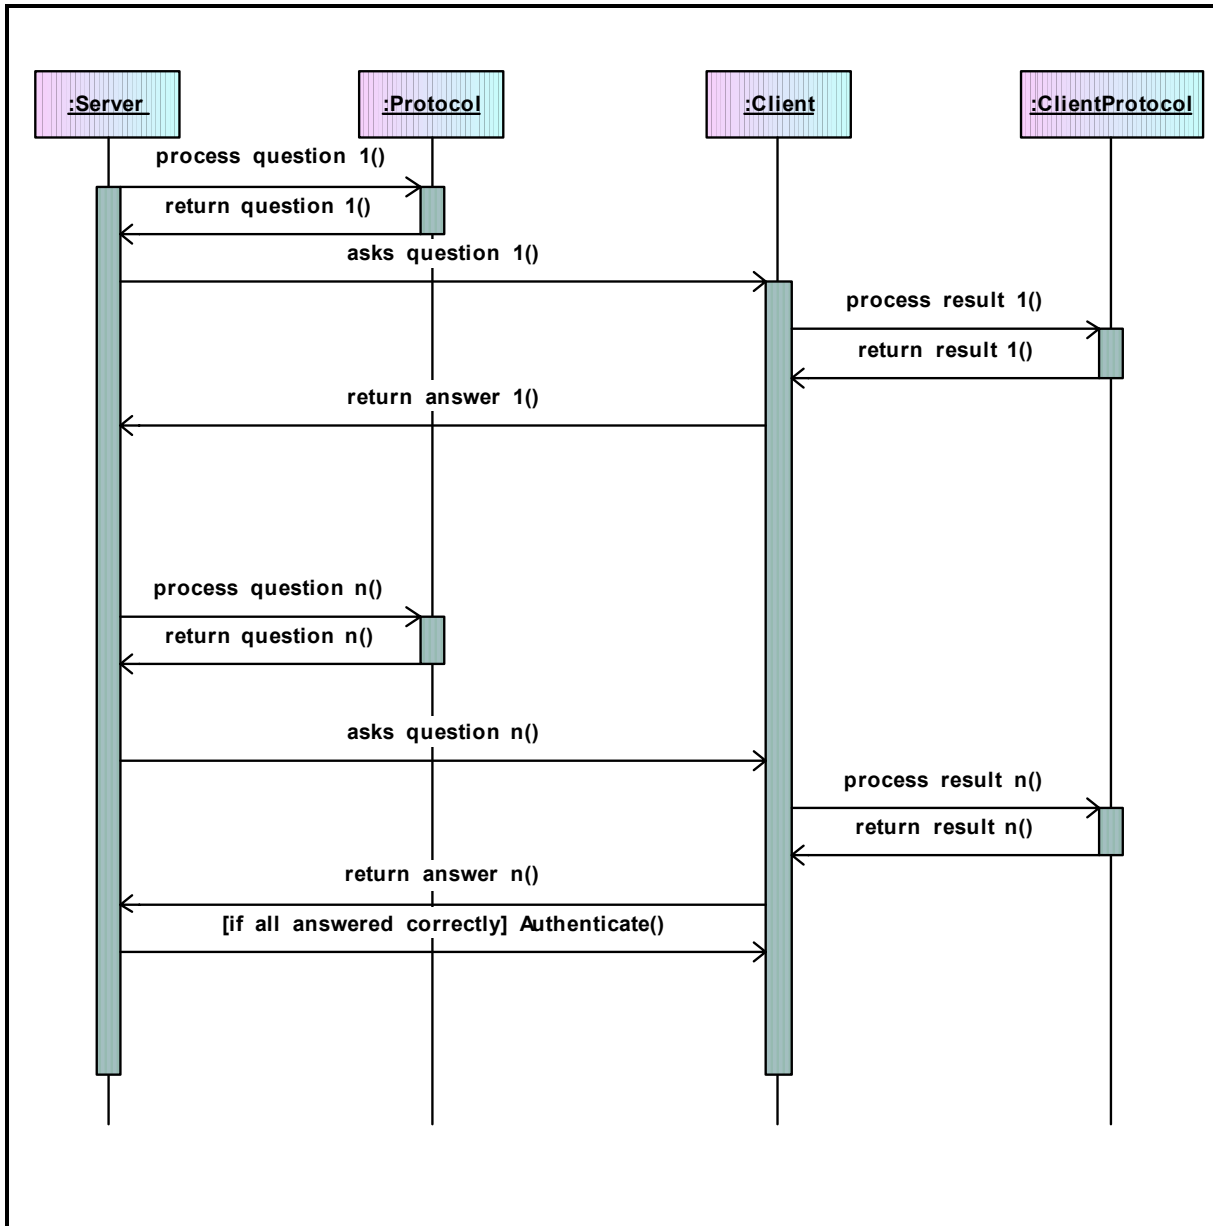 :Server
:Protocol
:Client
:ClientProtocol
process question 1()
return question 1()
asks question 1()
process result 1()
return result 1()
return answer 1()
process question n()
return question n()
asks question n()
process result n()
return result n()
return answer n()
[if all answered correctly] Authenticate()